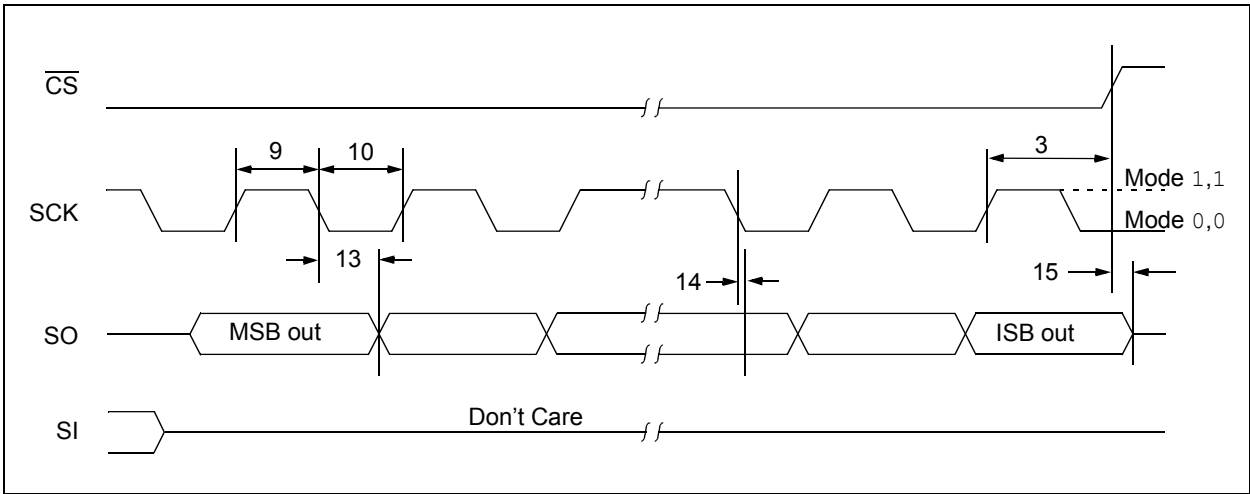 CS
9
10
3
Mode 1,1
SCK
Mode 0,0
13
14
15
SO
MSB out
ISB out
Don't Care
SI